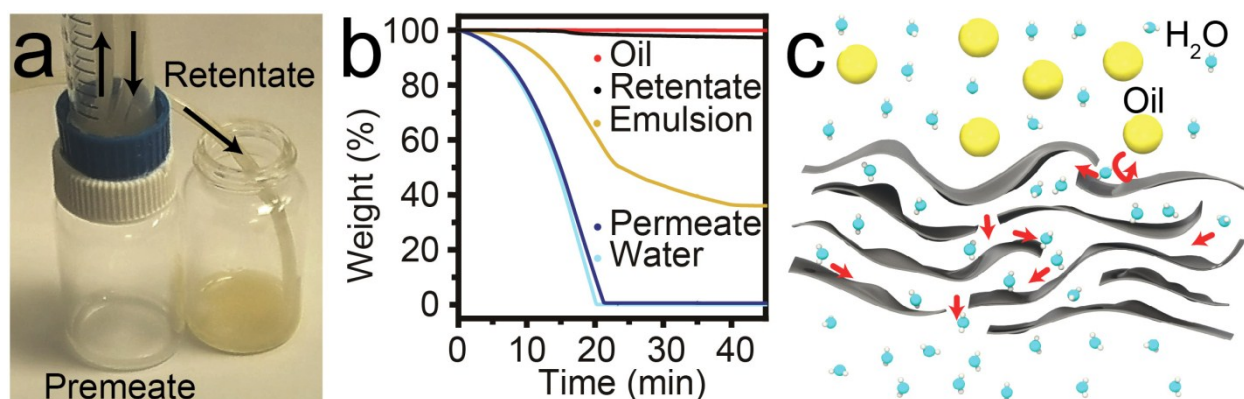 a
Retentate
Premeate
b
Weight (%)
100
80
60
40
20
0
Oil
Retentate
Emulsion
Permeate
Water
0
10
20
30
40
Time (min)
c
H₂O
Oil